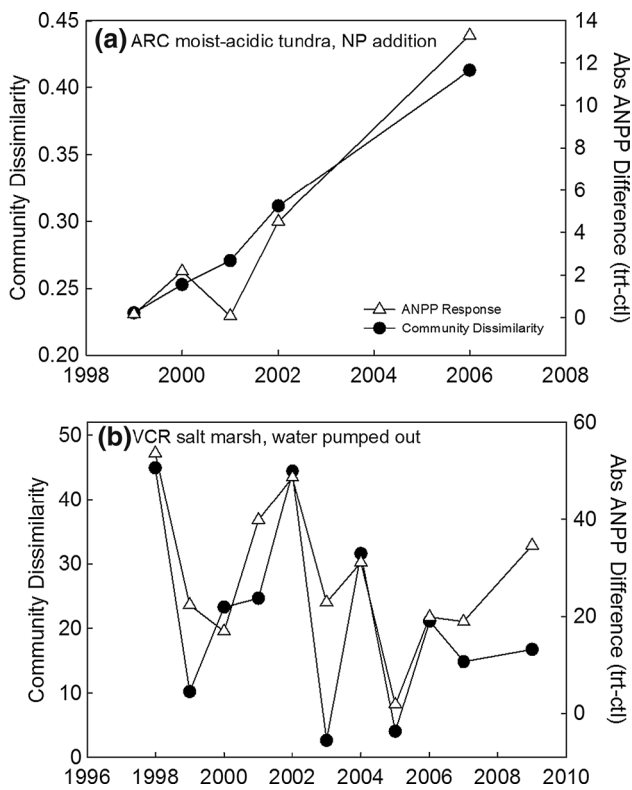 (a) ARC moist-acidic tundra, NP addition
Community Dissimilarity
0.45
0.40
0.35
0.30
0.25
0.20
14
12
10
8
6
4
2
0
Abs ANPP Difference (trt-ctl)
ANPP Response
Community Dissimilarity
1998 2000 2002 2004 2006 2008
(b) VCR salt marsh, water pumped out
Community Dissimilarity
50
40
30
20
10
0
60
40
20
0
Abs ANPP Difference (trt-ctl)
1996 1998 2000 2002 2004 2006 2008 2010